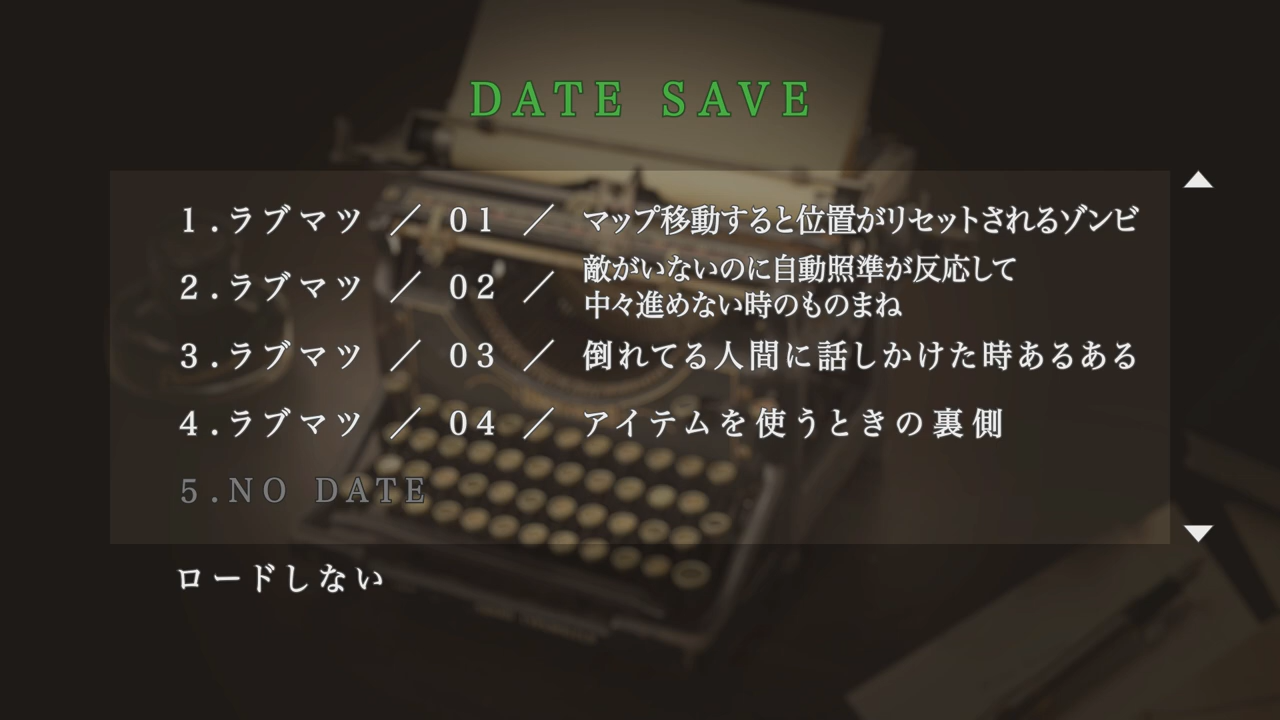 DATE SAVE
1.ラブマツ ／ 01 ／ マップ移動すると位置がリセットされるゾンビ
2.ラブマツ ／ 02 ／ 敵がいないのに自動照準が反応して
中々進めない時のものまね
3.ラブマツ ／ 03 ／ 倒れてる人間に話しかけた時あるある
4.ラブマツ ／ 04 ／ アイテムを使うときの裏側
5.NO DATE
ロードしない